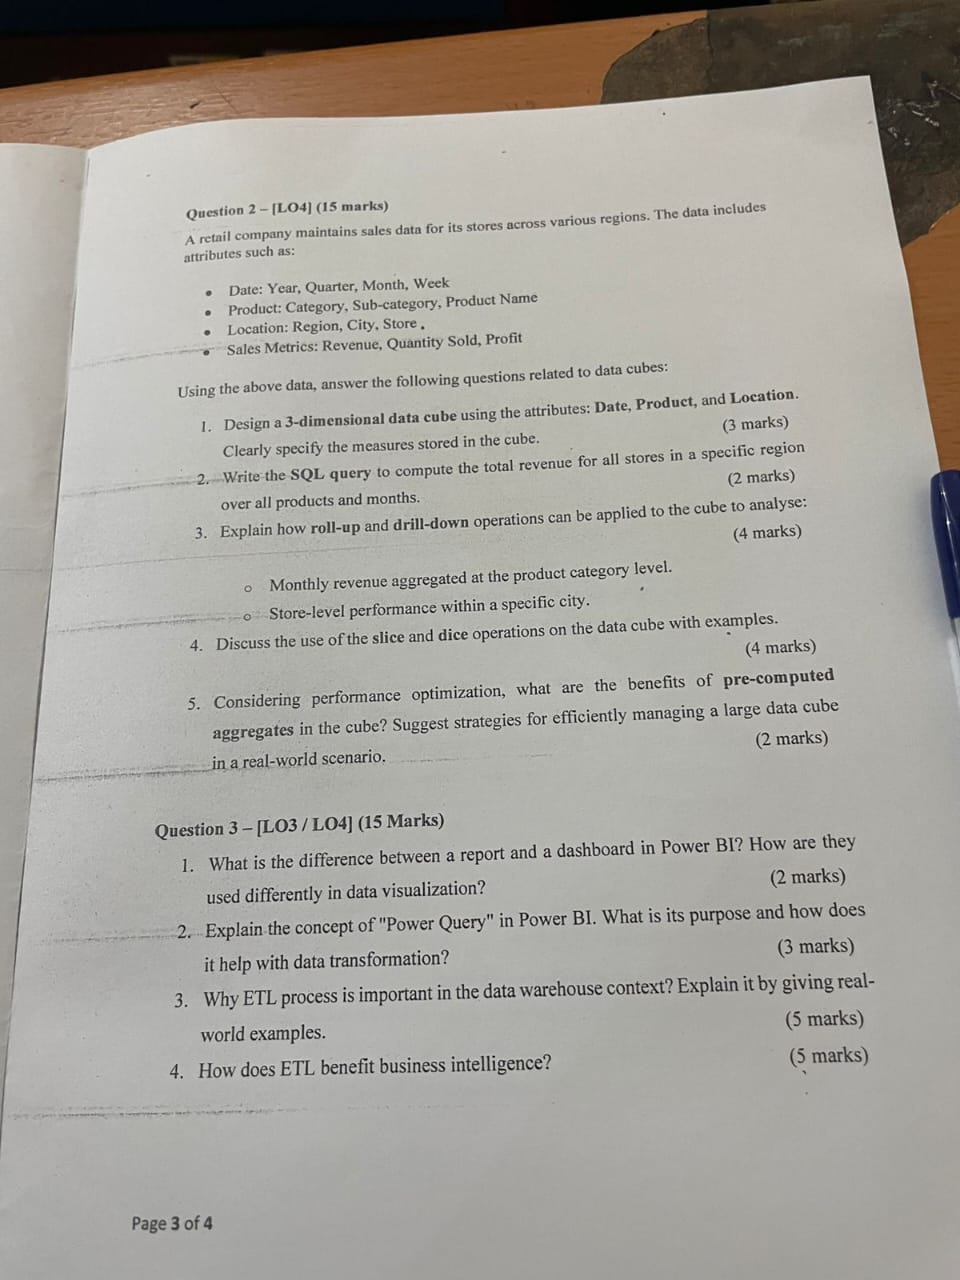 Question 2 – [LO4] (15 marks)
A retail company maintains sales data for its stores across various regions. The data includes
attributes such as:
• Date: Year, Quarter, Month, Week
• Product: Category, Sub-category, Product Name
• Location: Region, City, Store.
• Sales Metrics: Revenue, Quantity Sold, Profit
Using the above data, answer the following questions related to data cubes:
1. Design a 3-dimensional data cube using the attributes: Date, Product, and Location.
Clearly specify the measures stored in the cube. (3 marks)
2. Write the SQL query to compute the total revenue for all stores in a specific region
over all products and months. (2 marks)
3. Explain how roll-up and drill-down operations can be applied to the cube to analyse:
(4 marks)
o Monthly revenue aggregated at the product category level.
o Store-level performance within a specific city.
4. Discuss the use of the slice and dice operations on the data cube with examples.
(4 marks)
5. Considering performance optimization, what are the benefits of pre-computed
aggregates in the cube? Suggest strategies for efficiently managing a large data cube
in a real-world scenario. (2 marks)
Question 3 – [LO3 / LO4] (15 Marks)
1. What is the difference between a report and a dashboard in Power BI? How are they
used differently in data visualization? (2 marks)
2. Explain the concept of "Power Query" in Power BI. What is its purpose and how does
it help with data transformation? (3 marks)
3. Why ETL process is important in the data warehouse context? Explain it by giving real-
world examples. (5 marks)
4. How does ETL benefit business intelligence? (5 marks)
Page 3 of 4